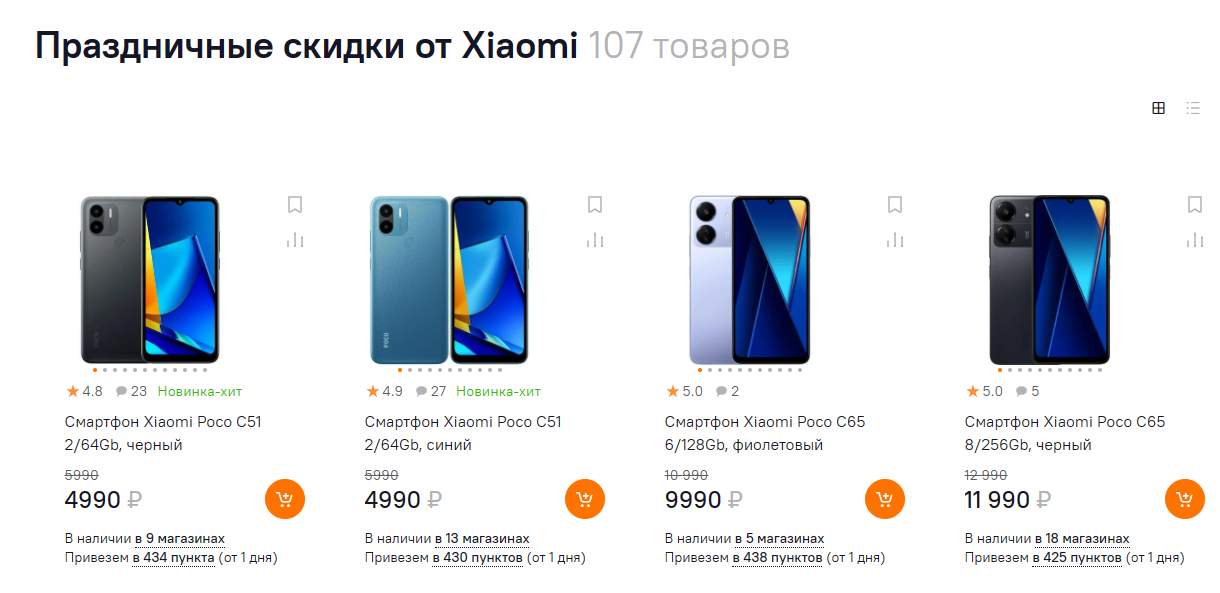 Праздничные скидки от Xiaomi 107 товаров
POCO
4.8 23 Новинка-хит
4.9 27 Новинка-хит
5.0 2
5.0 5
Смартфон Xiaomi Poco C51
2/64Gb, черный
Смартфон Xiaomi Poco C51
2/64Gb, синий
Смартфон Xiaomi Poco C65
6/128Gb, фиолетовый
Смартфон Xiaomi Poco C65
8/256Gb, черный
5990
4990 ₽
5990
4990 ₽
10 990
9990 ₽
12 990
11 990 ₽
В наличии в 9 магазинах
Привезем в 434 пункта (от 1 дня)
В наличии в 13 магазинах
Привезем в 430 пунктов (от 1 дня)
В наличии в 5 магазинах
Привезем в 438 пунктов (от 1 дня)
В наличии в 18 магазинах
Привезем в 425 пунктов (от 1 дня)